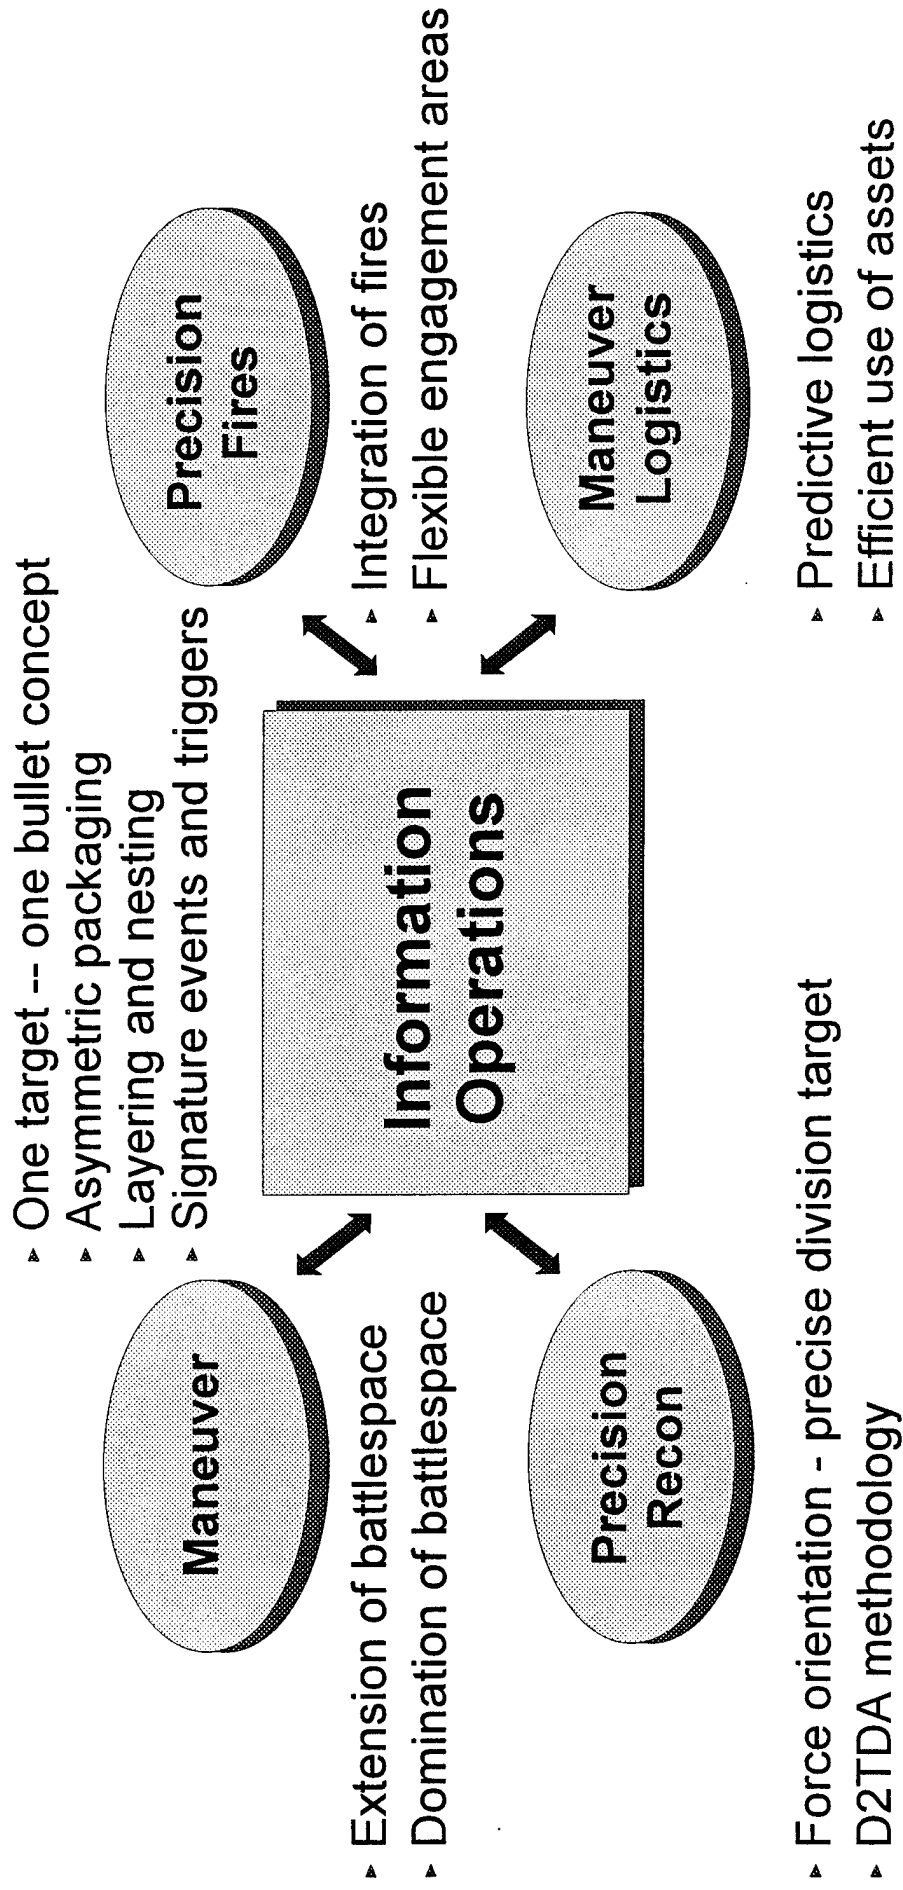 One target -- one bullet concept
Asymetric packaging
Layering and nesting
Signature events and triggers
Maneuver
Precision
Fires
Extension of battlespace
Domination of battlespace
Integration of fires
Flexible engagement areas
Information
Operations
Precision
Recon
Maneuver
Logistics
Force orientation - precise division target
D2TDA methodology
Predictive logistics
Efficient use of assets